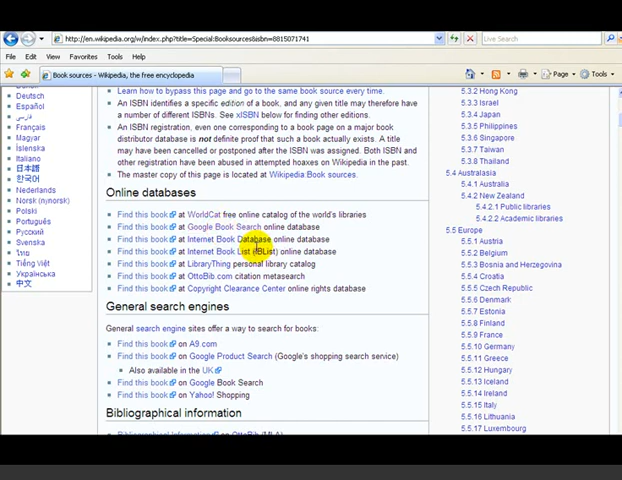 http://en.wikipedia.org/w/index.php?title=Special:Booksources&isbn=8815071741
Live Search
File Edit View Favorites Tools Help
Book sources - Wikipedia, the free encyclopedia
Page Tools
Deutsch
Español
فارسی
Français
Magyar
Íslenska
Italiano
日本語
한국어
Nederlands
Norsk (nynorsk)
Polski
Português
Русский
Svenska
ไทย
Українська
中文
Learn how to bypass this page and go to the same book source every time.
An ISBN identifies a specific edition of a book, and any given title may therefore have
a number of different ISBNs. See xISBN below for finding other editions.
An ISBN registration, even one corresponding to a book page on a major book
distributor database is not definite proof that such a book actually exists. A title
may have been cancelled or postponed after the ISBN was assigned. Both ISBN and
other registration have been abused in attempted hoaxes on Wikipedia in the past.
The master copy of this page is located at Wikipedia:Book sources.
Online databases
Find this book at WorldCat free online catalog of the world's libraries
Find this book at Google Book Search online database
Find this book at Internet Book Database online database
Find this book at Internet Book List (IBList) online database
Find this book at LibraryThing personal library catalog
Find this book at OttoBib.com citation metasearch
Find this book at Copyright Clearance Center online rights database
General search engines
General search engine sites offer a way to search for books:
Find this book on A9.com
Find this book on Google Product Search (Google's shopping search service)
Also available in the UK
Find this book on Google Book Search
Find this book on Yahoo! Shopping
Bibliographical information
Bibliographical Information on OttoBib (MLA)
5.3.2 Hong Kong
5.3.3 Israel
5.3.4 Japan
5.3.5 Philippines
5.3.6 Singapore
5.3.7 Taiwan
5.3.8 Thailand
5.4 Australasia
5.4.1 Australia
5.4.2 New Zealand
5.4.2.1 Public libraries
5.4.2.2 Academic libraries
5.5 Europe
5.5.1 Austria
5.5.2 Belgium
5.5.3 Bosnia and Herzegovina
5.5.4 Croatia
5.5.5 Czech Republic
5.5.6 Denmark
5.5.7 Estonia
5.5.8 Finland
5.5.9 France
5.5.10 Germany
5.5.11 Greece
5.5.12 Hungary
5.5.13 Iceland
5.5.14 Ireland
5.5.15 Italy
5.5.16 Lithuania
5.5.17 Luxembourg